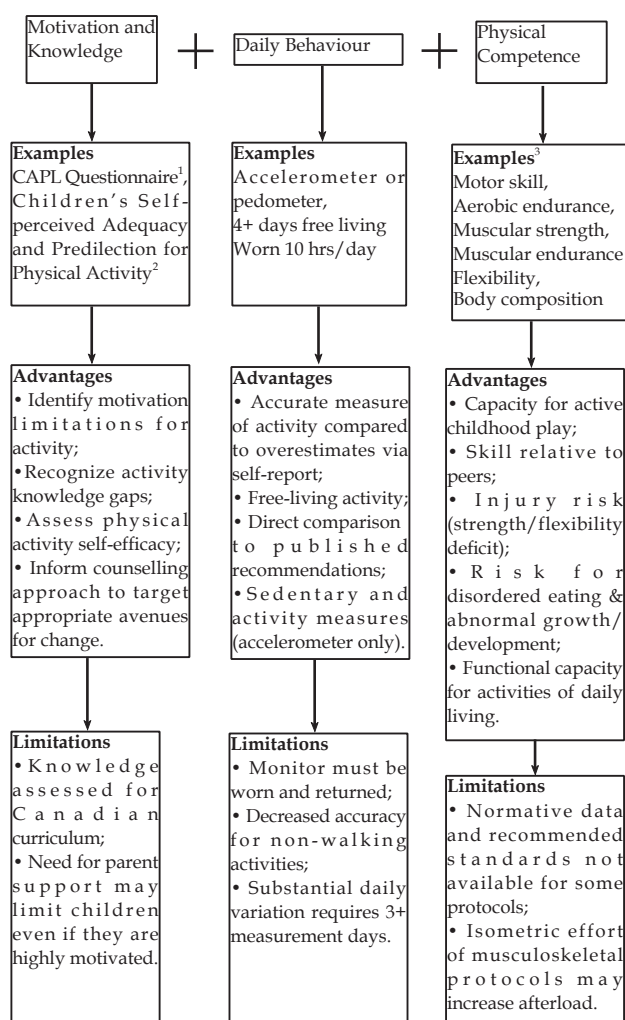 Motivation and
Knowledge
+
Daily Behaviour
+
Physical
Competence
Examples
CAPL Questionnaire1,
Children's Self-
perceived Adequacy
and Predilection for
Physical Activity2
Examples
Accelerometer or
pedometer,
4+ days free living
Worn 10 hrs/day
Examples3
Motor skill,
Aerobic endurance,
Muscular strength,
Muscular endurance
Flexibility,
Body composition
Advantages
• Identify motivation
limitations for
activity;
• Recognize activity
knowledge gaps;
• Assess physical
activity self-efficacy;
• Inform counselling
approach to target
appropriate avenues
for change.
Advantages
• Accurate measure
of activity compared
to overestimates via
self-report;
• Free-living activity;
• Direct comparison
to published
recommendations;
• Sedentary and
activity measures
(accelerometer only).
Advantages
• Capacity for active
childhood play;
• Skill relative to
peers;
• Injury risk
(strength/flexibility
deficit);
• Risk for
disordered eating &
abnormal growth/
development;
• Functional capacity
for activities of daily
living.
Limitations
• Knowledge
assessed for
Canadian
curriculum;
• Need for parent
support may
limit children
even if they are
highly motivated.
Limitations
• Monitor must be
worn and returned;
• Decreased accuracy
for non-walking
activities;
• Substantial daily
variation requires 3+
measurement days.
Limitations
• Normative data
and recommended
standards not
available for some
protocols;
• Isometric effort
of musculoskeletal
protocols may
increase afterload.